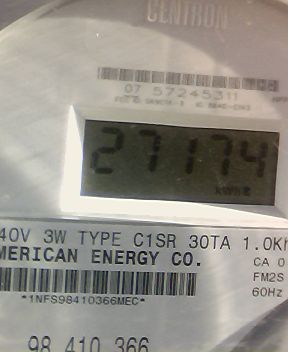 CENTRON
07 57245311
27174
kWh
40V 3W TYPE C1SR 30TA 1.0Kh
MERICAN ENERGY CO.
CA 0
FM2S
60Hz
*1NFS98410366MEC*
98 410 366